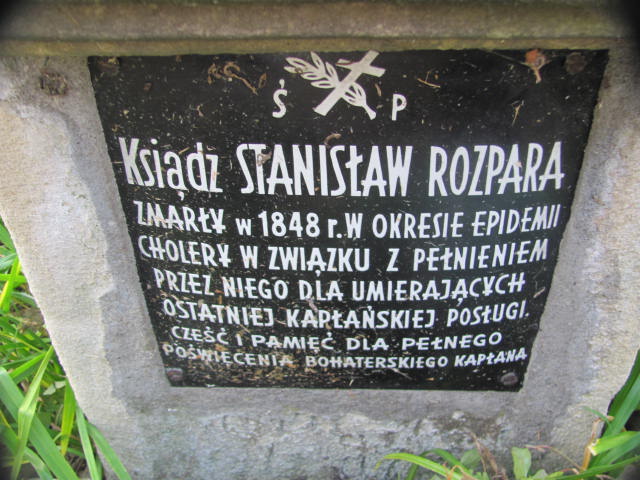 Ś P
Ksiądz STANISŁAW ROZPARA
ZMARŁY w 1848 r. W OKRESIE EPIDEMII
CHOLERY W ZWIĄZKU Z PEŁNIENIEM
PRZEZ NIEGO DLA UMIERAJĄCYCH
OSTATNIEJ KAPŁAŃSKIEJ POSŁUGI.
CZEŚĆ I PAMIĘĆ DLA PEŁNEGO
POŚWIĘCENIA BOHATERSKIEGO KAPŁANA